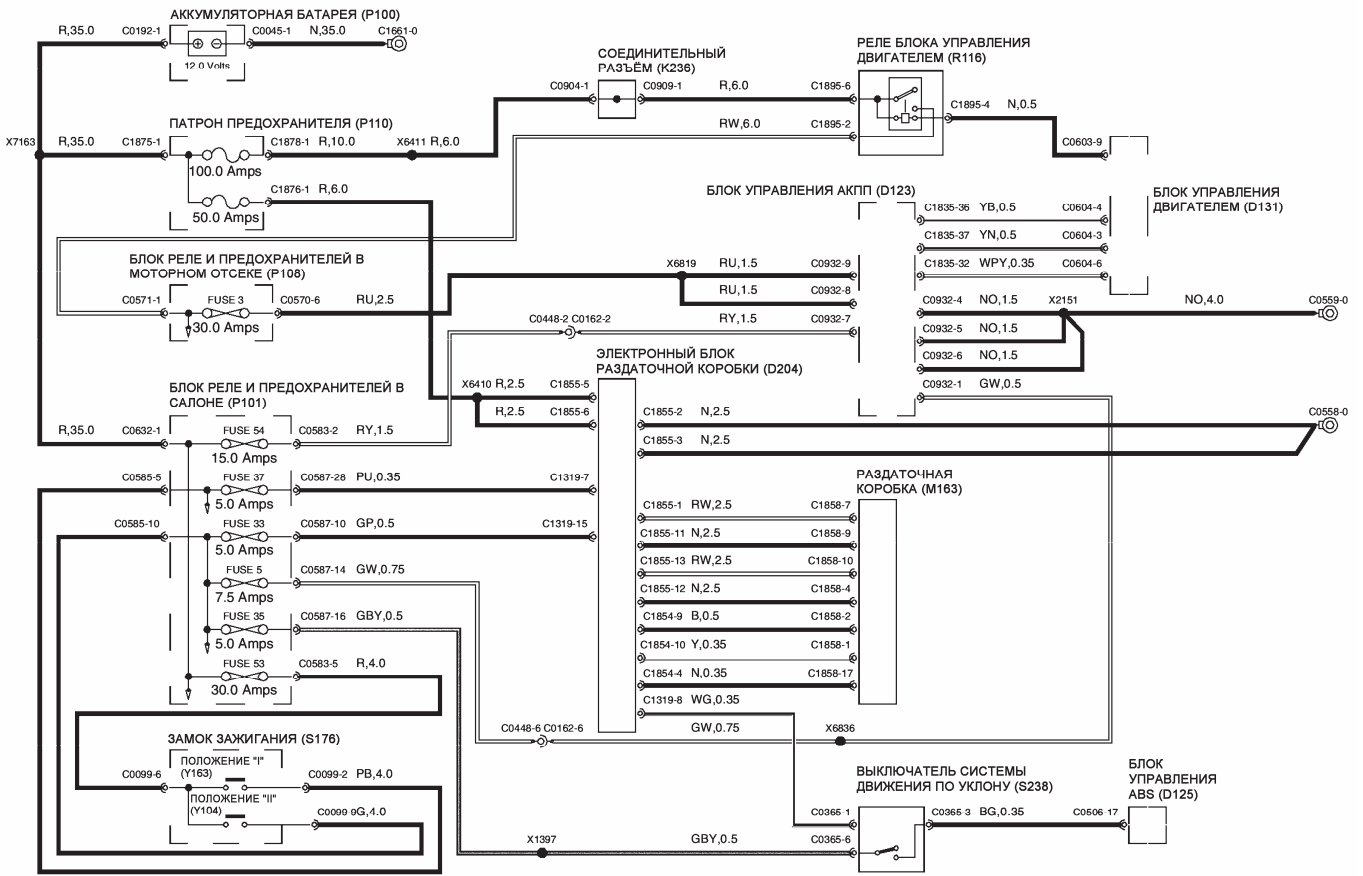 АККУМУЛЯТОРНАЯ БАТАРЕЯ (P100)
R,35.0 C0192-1 C0045-1 N,35.0 C1661-0
12.0 Volts
СОЕДИНИТЕЛЬНЫЙ
РАЗЪЁМ (K236)
РЕЛЕ БЛОКА УПРАВЛЕНИЯ
ДВИГАТЕЛЕМ (R116)
C0904-1 C0909-1 R,6.0 C1895-6
C1895-4 N,0.5
RW,6.0 C1895-2
ПАТРОН ПРЕДОХРАНИТЕЛЯ (P110)
X7163 R,35.0 C1875-1 C1878-1 R,10.0 X6411 R,6.0
C0603-9
100.0 Amps
C1876-1 R,6.0
50.0 Amps
БЛОК УПРАВЛЕНИЯ АКПП (D123)
БЛОК УПРАВЛЕНИЯ
ДВИГАТЕЛЕМ (D131)
C1835-36 YB,0.5 C0604-4
C1835-37 YN,0.5 C0604-3
C1835-32 WPY,0.35 C0604-6
БЛОК РЕЛЕ И ПРЕДОХРАНИТЕЛЕЙ В
МОТОРНОМ ОТСЕКЕ (P108)
X6819 RU,1.5 C0932-9
RU,1.5 C0932-8
C0571-1 FUSE 3 C0570-6 RU,2.5
30.0 Amps
C0932-4 NO,1.5 X2151 NO,4.0 C0559-0
C0448-2 C0162-2 RY,1.5 C0932-7
C0932-5 NO,1.5
C0932-6 NO,1.5
C0932-1 GW,0.5
ЭЛЕКТРОННЫЙ БЛОК
РАЗДАТОЧНОЙ КОРОБКИ (D204)
БЛОК РЕЛЕ И ПРЕДОХРАНИТЕЛЕЙ В
САЛОНЕ (P101)
X6410 R,2.5 C1855-5
R,2.5 C1855-6
C1855-2 N,2.5 C0558-0
C1855-3 N,2.5
R,35.0 C0632-1 FUSE 54 C0583-2 RY,1.5
15.0 Amps
C0585-5 FUSE 37 C0587-28 PU,0.35 C1319-7
5.0 Amps
РАЗДАТОЧНАЯ
КОРОБКА (M163)
C0585-10 FUSE 33 C0587-10 GP,0.5 C1319-15
5.0 Amps
C1855-1 RW,2.5 C1858-7
C1855-11 N,2.5 C1858-9
C1855-13 RW,2.5 C1858-10
C1855-12 N,2.5 C1858-4
C1854-9 B,0.5 C1858-2
C1854-10 Y,0.35 C1858-1
C1854-4 N,0.35 C1858-17
C1319-8 WG,0.35
FUSE 5 C0587-14 GW,0.75
7.5 Amps
FUSE 35 C0587-16 GBY,0.5
5.0 Amps
FUSE 53 C0583-5 R,4.0
30.0 Amps
C0448-6 C0162-6 GW,0.75 X6836
ЗАМОК ЗАЖИГАНИЯ (S176)
ПОЛОЖЕНИЕ "I"
(Y163)
C0099-6 C0099-2 PB,4.0
ПОЛОЖЕНИЕ "II"
(Y104)
C0099-9G,4.0
ВЫКЛЮЧАТЕЛЬ СИСТЕМЫ
ДВИЖЕНИЯ ПО УКЛОНУ (S238)
БЛОК
УПРАВЛЕНИЯ
ABS (D125)
C0365-1 C0365-3 BG,0.35 C0506-17
X1397 GBY,0.5 C0365-6